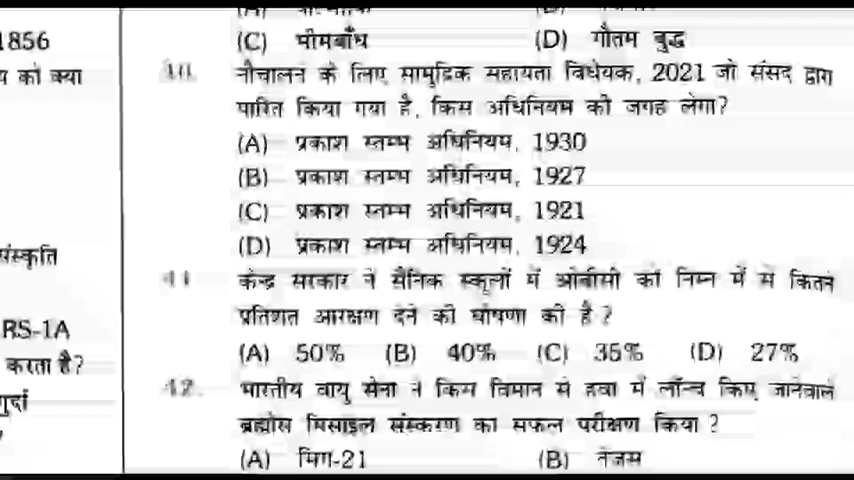 1856
य को क्या
संस्कृति
RS-1A
करता है?
(C) भीमबाँध (D) गौतम बुद्ध
40. नौचालन के लिए सामुद्रिक सहायता विधेयक, 2021 जो संसद द्वारा
पारित किया गया है, किस अधिनियम की जगह लेगा?
(A) प्रकाश स्तम्भ अधिनियम, 1930
(B) प्रकाश स्तम्भ अधिनियम, 1927
(C) प्रकाश स्तम्भ अधिनियम, 1921
(D) प्रकाश स्तम्भ अधिनियम, 1924
41 केन्द्र सरकार ने सैनिक स्कूलों में ओबीसी को निम्न में से कितने
प्रतिशत आरक्षण देने की घोषणा की है ?
(A) 50% (B) 40% (C) 35% (D) 27%
42. भारतीय वायु सेना ने किस विमान से हवा में लॉन्च किए जानेवाले
ब्रह्मोस मिसाइल संस्करण का सफल परीक्षण किया ?
(A) मिग-21 (B) तेजस